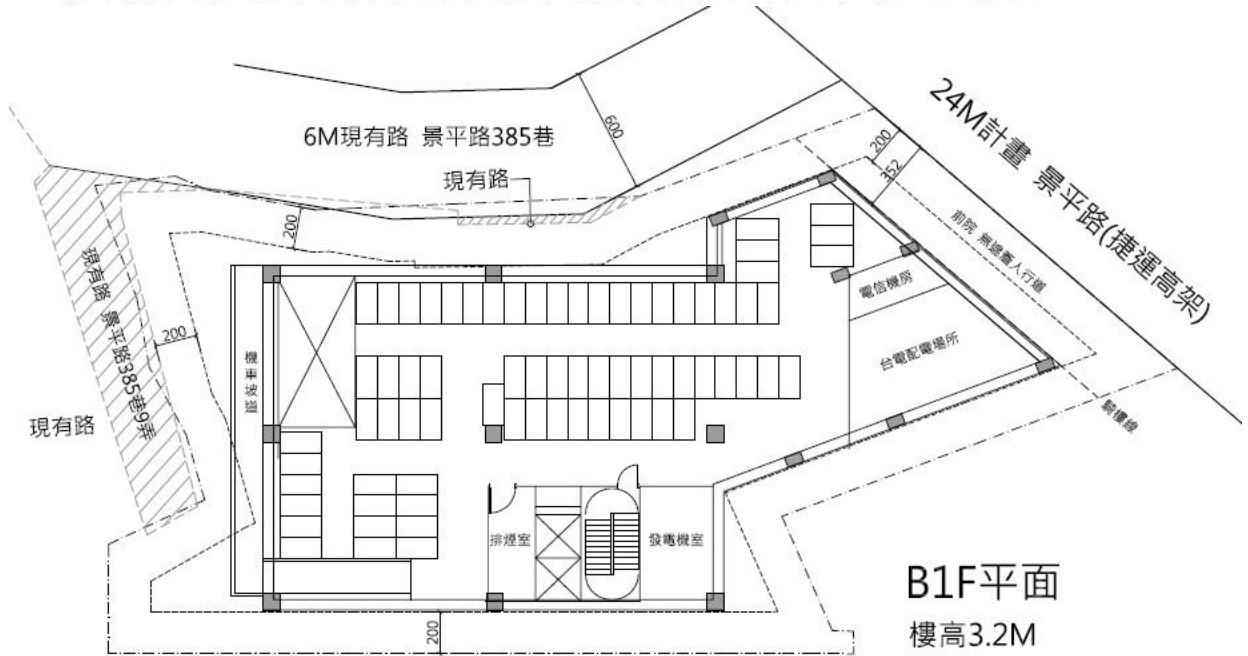 24M計畫 景平路(捷運高架)
6M現有路 景平路385巷
600
200
352
現有路
200
前院 無遮簷人行道
現有路 景平路385巷9弄
200
電信機房
台電配電場所
機車坡道
現有路
騎樓線
排煙室
發電機室
B1F平面
200
樓高3.2M